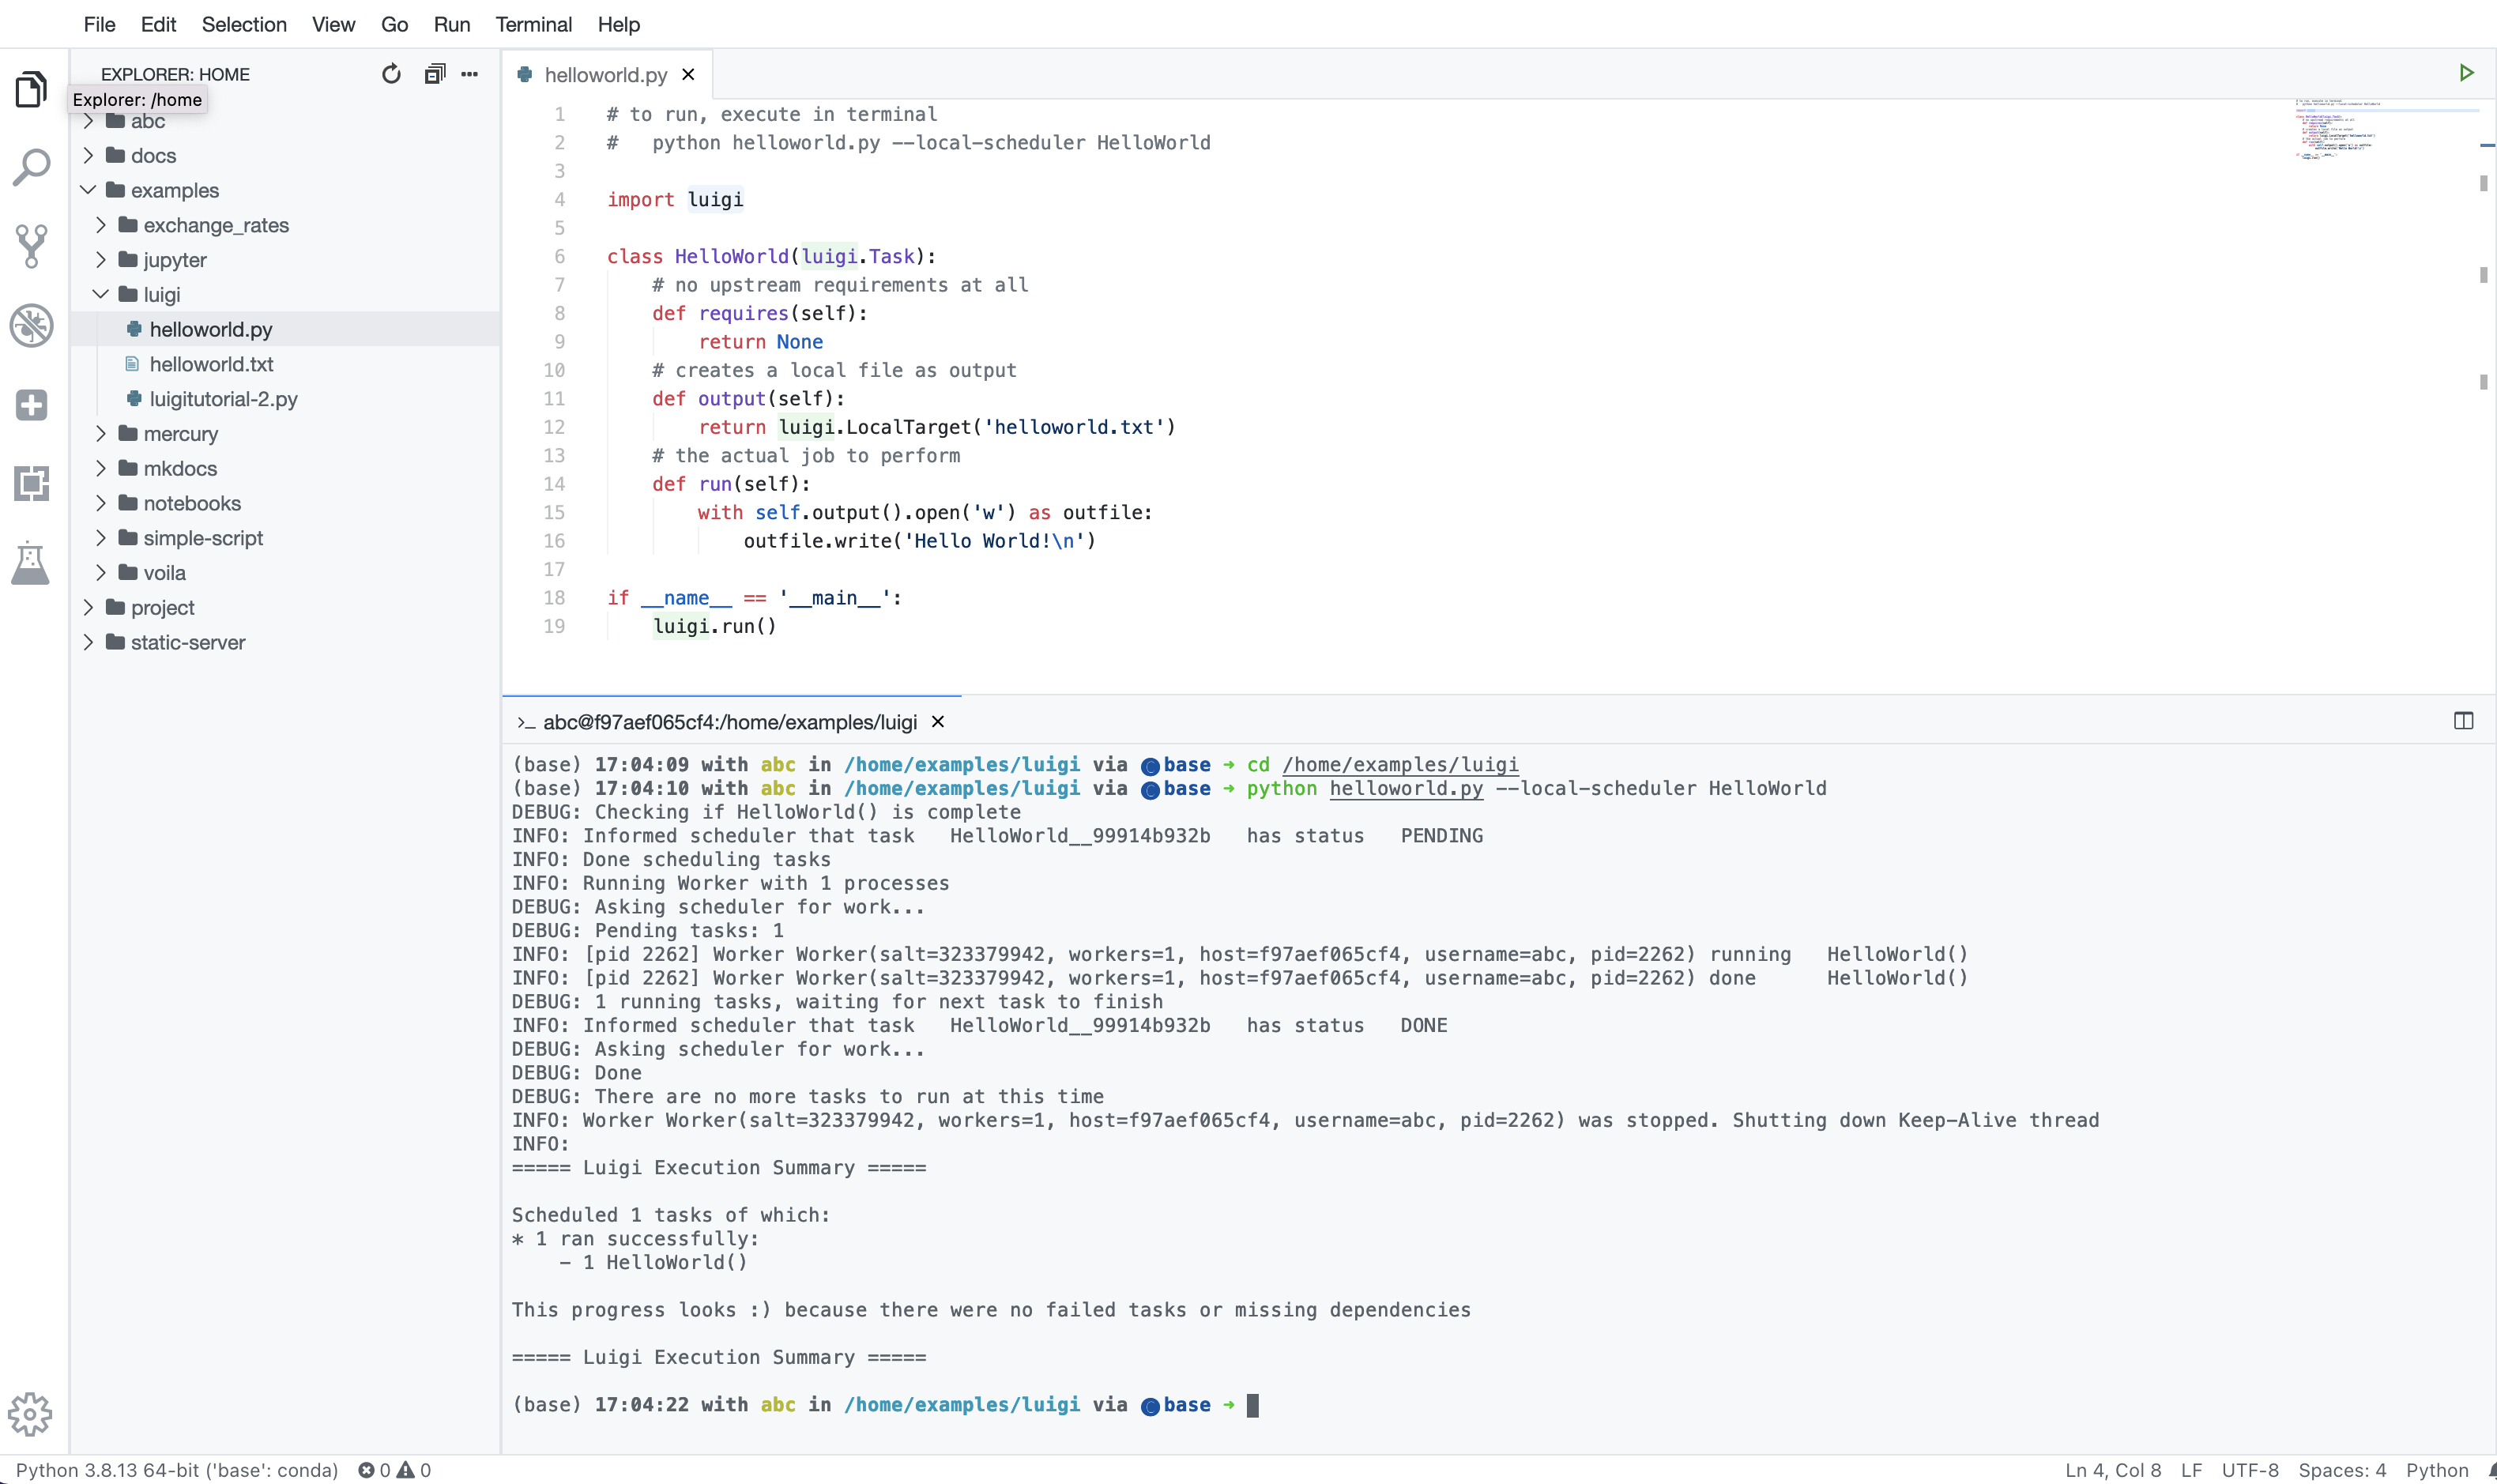 File Edit Selection View Go Run Terminal Help
EXPLORER: HOME
Explorer: /home
abc
docs
examples
exchange_rates
jupyter
luigi
helloworld.py
helloworld.txt
luigitutorial-2.py
mercury
mkdocs
notebooks
simple-script
voila
project
static-server
helloworld.py
1 # to run, execute in terminal
2 #   python helloworld.py --local-scheduler HelloWorld
3
4 import luigi
5
6 class HelloWorld(luigi.Task):
7     # no upstream requirements at all
8     def requires(self):
9         return None
10     # creates a local file as output
11     def output(self):
12         return luigi.LocalTarget('helloworld.txt')
13     # the actual job to perform
14     def run(self):
15         with self.output().open('w') as outfile:
16             outfile.write('Hello World!\n')
17
18 if __name__ == '__main__':
19     luigi.run()
>_ abc@f97aef065cf4:/home/examples/luigi
(base) 17:04:09 with abc in /home/examples/luigi via C base → cd /home/examples/luigi
(base) 17:04:10 with abc in /home/examples/luigi via C base → python helloworld.py --local-scheduler HelloWorld
DEBUG: Checking if HelloWorld() is complete
INFO: Informed scheduler that task   HelloWorld__99914b932b   has status   PENDING
INFO: Done scheduling tasks
INFO: Running Worker with 1 processes
DEBUG: Asking scheduler for work...
DEBUG: Pending tasks: 1
INFO: [pid 2262] Worker Worker(salt=323379942, workers=1, host=f97aef065cf4, username=abc, pid=2262) running   HelloWorld()
INFO: [pid 2262] Worker Worker(salt=323379942, workers=1, host=f97aef065cf4, username=abc, pid=2262) done      HelloWorld()
DEBUG: 1 running tasks, waiting for next task to finish
INFO: Informed scheduler that task   HelloWorld__99914b932b   has status   DONE
DEBUG: Asking scheduler for work...
DEBUG: Done
DEBUG: There are no more tasks to run at this time
INFO: Worker Worker(salt=323379942, workers=1, host=f97aef065cf4, username=abc, pid=2262) was stopped. Shutting down Keep-Alive thread
INFO:
===== Luigi Execution Summary =====
Scheduled 1 tasks of which:
* 1 ran successfully:
    - 1 HelloWorld()
This progress looks :) because there were no failed tasks or missing dependencies
===== Luigi Execution Summary =====
(base) 17:04:22 with abc in /home/examples/luigi via C base →
Python 3.8.13 64-bit ('base': conda) 0 0 Ln 4, Col 8 LF UTF-8 Spaces: 4 Python